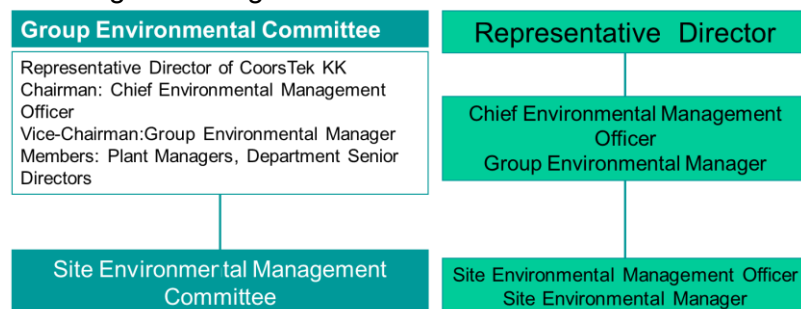 Group Environmental Committee
Representative Director of CoorsTek KK
Chairman: Chief Environmental Management
Officer
Vice-Chairman:Group Environmental Manager
Members: Plant Managers, Department Senior
Directors
Site Environmental Management
Committee
Representative Director
Chief Environmental Management
Officer
Group Environmental Manager
Site Environmental Management Officer
Site Environmental Manager